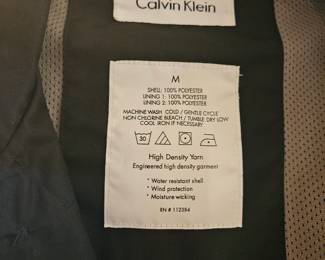 Calvin Klein
M
SHELL: 100% POLYESTER
LINING 1: 100% POLYESTER
LINING 2: 100% POLYESTER
MACHINE WASH COLD / GENTLE CYCLE
NON CHLORINE BLEACH / TUMBLE DRY LOW
COOL IRON IF NECESSARY
30
High Density Yarn
Engineered high density garment
* Water resistant shell
* Wind protection
* Moisture wicking
RN # 112384